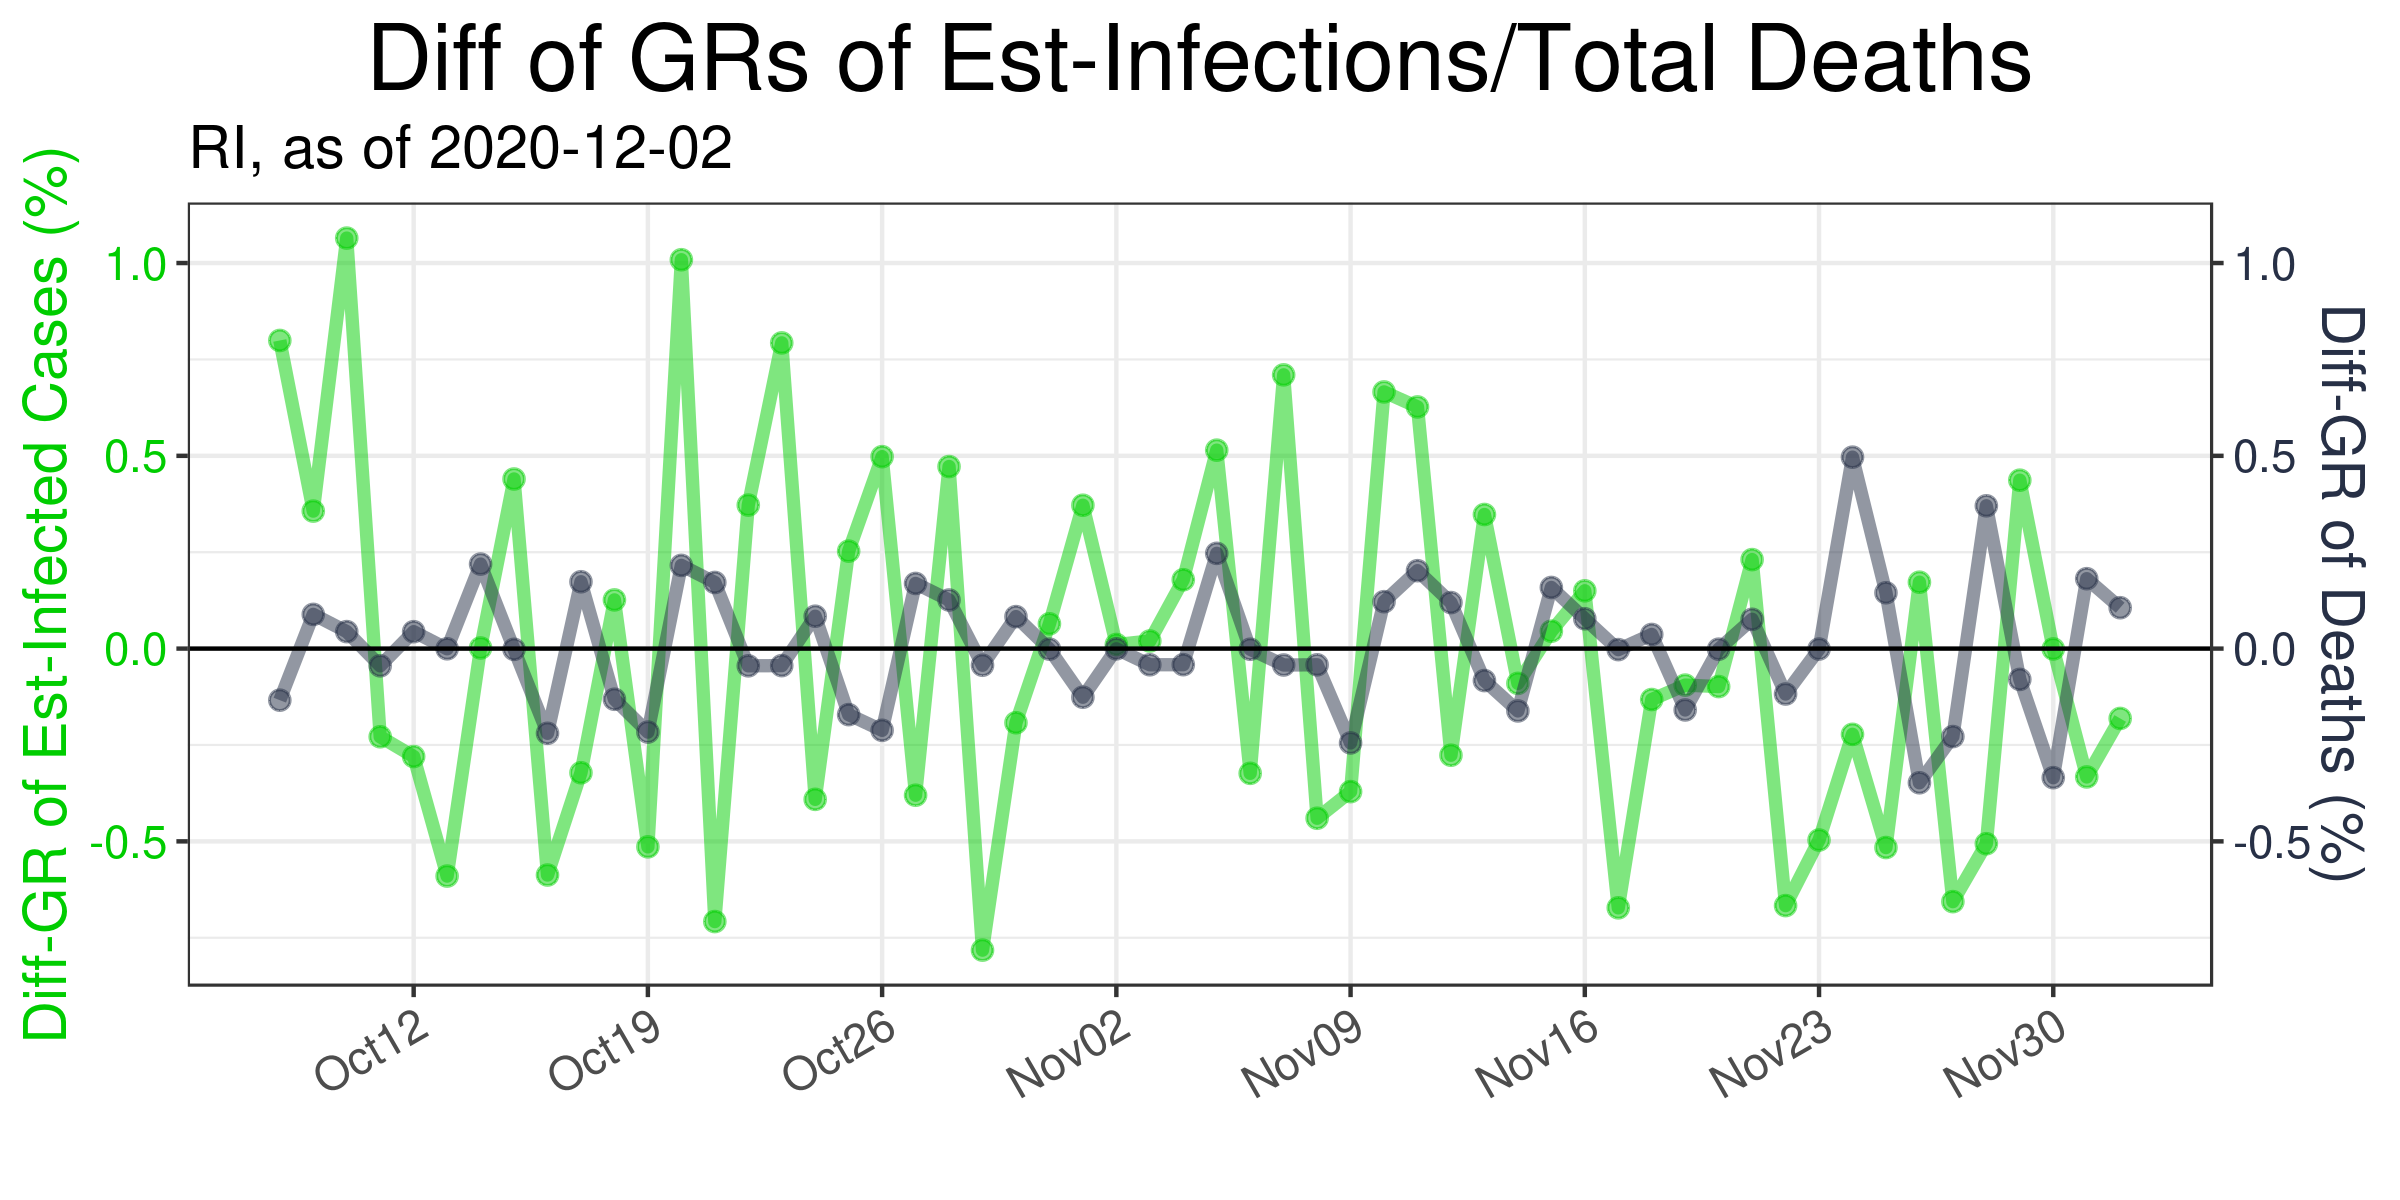 Diff of GRs of Est-Infections/Total Deaths
RI, as of 2020-12-02
Diff-GR of Est-Infected Cases (%)
1.0
0.5
0.0
-0.5
1.0
0.5
0.0
-0.5
Diff-GR of Deaths (%)
Oct12
Oct19
Oct26
Nov02
Nov09
Nov16
Nov23
Nov30